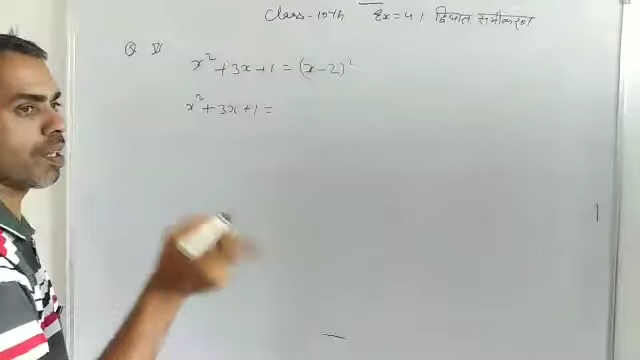 Class-10th Ex=4.1 द्विघात समीकरण
Q V x² + 3x + 1 = (x - 2)²
x² + 3x + 1 =